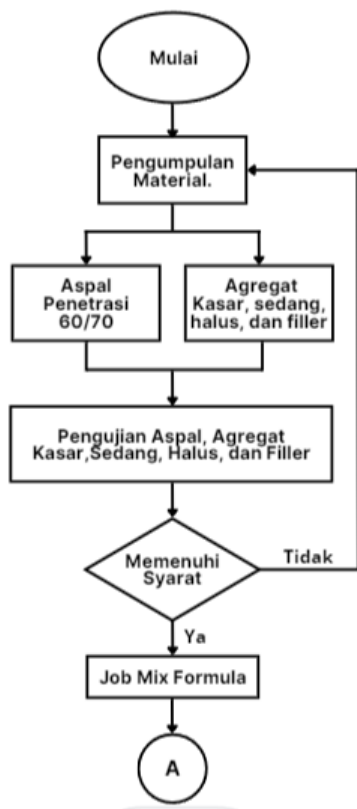 Mulai
Pengumpulan
Material.
Aspal
Penetrasi
60/70
Agregat
Kasar, sedang,
halus, dan filler
Pengujian Aspal, Agregat
Kasar,Sedang, Halus, dan Filler
Memenuhi
Syarat
Tidak
Ya
Job Mix Formula
A